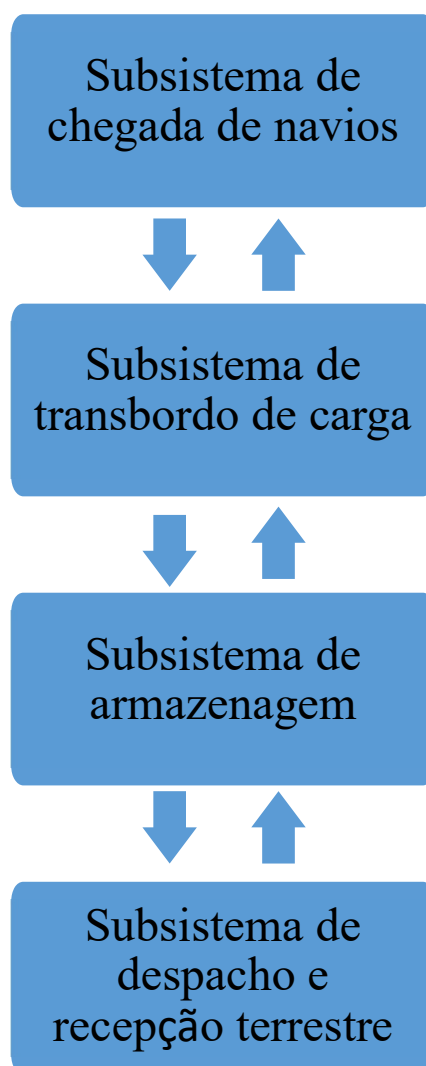 Subsistema de
chegada de navios
Subsistema de
transbordo de carga
Subsistema de
armazenagem
Subsistema de
despacho e
recepção terrestre